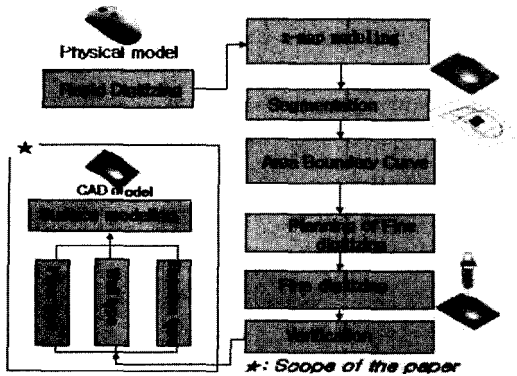 Physical model
Rapid Digitizing
z-map modeling
Segmentation
Area Boundary Curve
Planning of Fine
digitizing
Fine digitizing
Verification
★
CAD model
Surface modeling
★: Scope of the paper